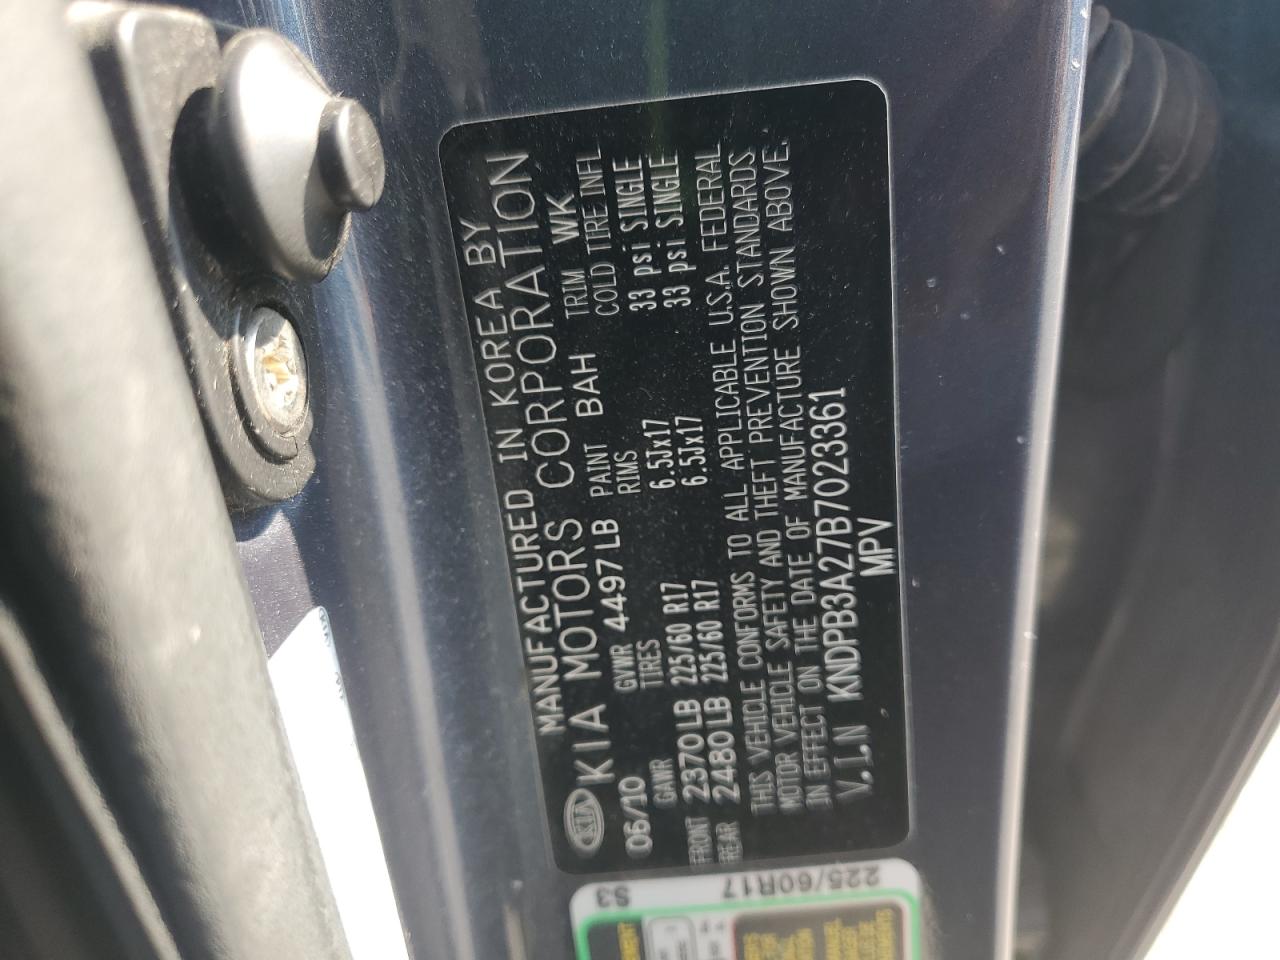 MANUFACTURED IN KOREA BY
KIA KIA MOTORS CORPORATION
06/10 GVWR 4497 LB PAINT BAH TRIM WK
GAWR TIRES RIMS COLD TIRE INFL.
FRONT 2370 LB 225/60 R17 6.5Jx17 33 psi SINGLE
REAR 2480 LB 225/60 R17 6.5Jx17 33 psi SINGLE
THIS VEHICLE CONFORMS TO ALL APPLICABLE U.S.A. FEDERAL
MOTOR VEHICLE SAFETY AND THEFT PREVENTION STANDARDS.
IN EFFECT ON THE DATE OF MANUFACTURE SHOWN ABOVE.
V.I.N KNDPB3A27B7023361
MPV
S3
225/60R17